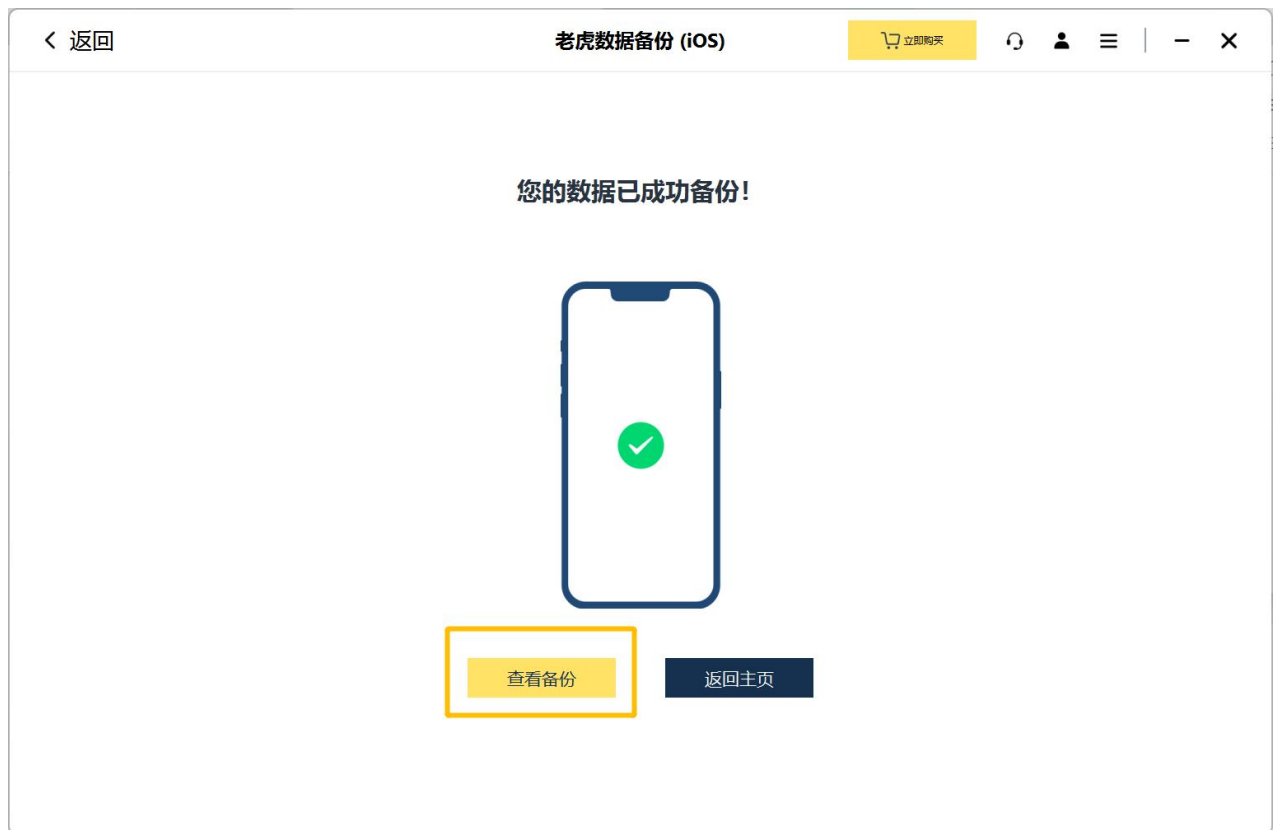 返回
老虎数据备份 (iOS)
立即购买
您的数据已成功备份！
查看备份
返回主页